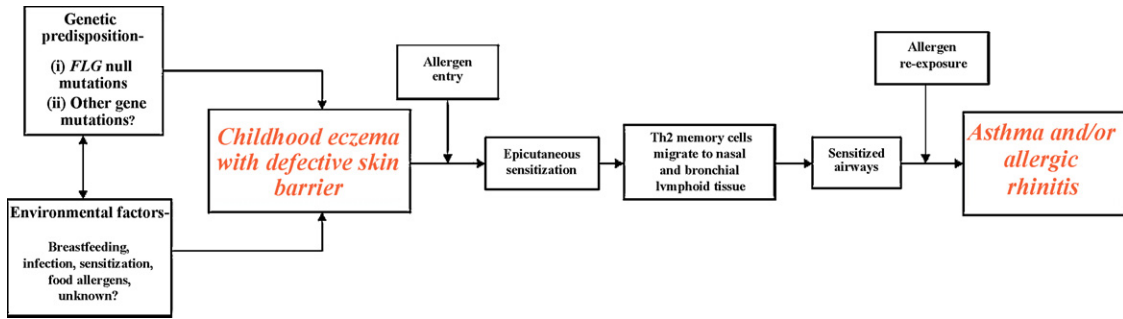 Genetic
predisposition-
(i) FLG null
mutations
(ii) Other gene
mutations?
Environmental factors-
Breastfeeding,
infection, sensitization,
food allergens,
unknown?
Childhood eczema
with defective skin
barrier
Allergen
entry
Epicutaneous
sensitization
Th2 memory cells
migrate to nasal
and bronchial
lymphoid tissue
Sensitized
airways
Allergen
re-exposure
Asthma and/or
allergic
rhinitis